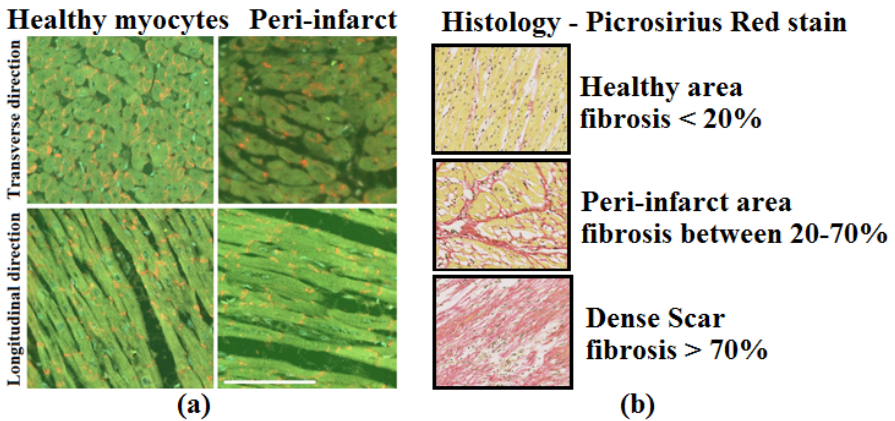 Healthy myocytes Peri-infarct
Transverse direction
Longitudinal direction
(a)
Histology - Picrosirius Red stain
Healthy area
fibrosis < 20%
Peri-infarct area
fibrosis between 20-70%
Dense Scar
fibrosis > 70%
(b)